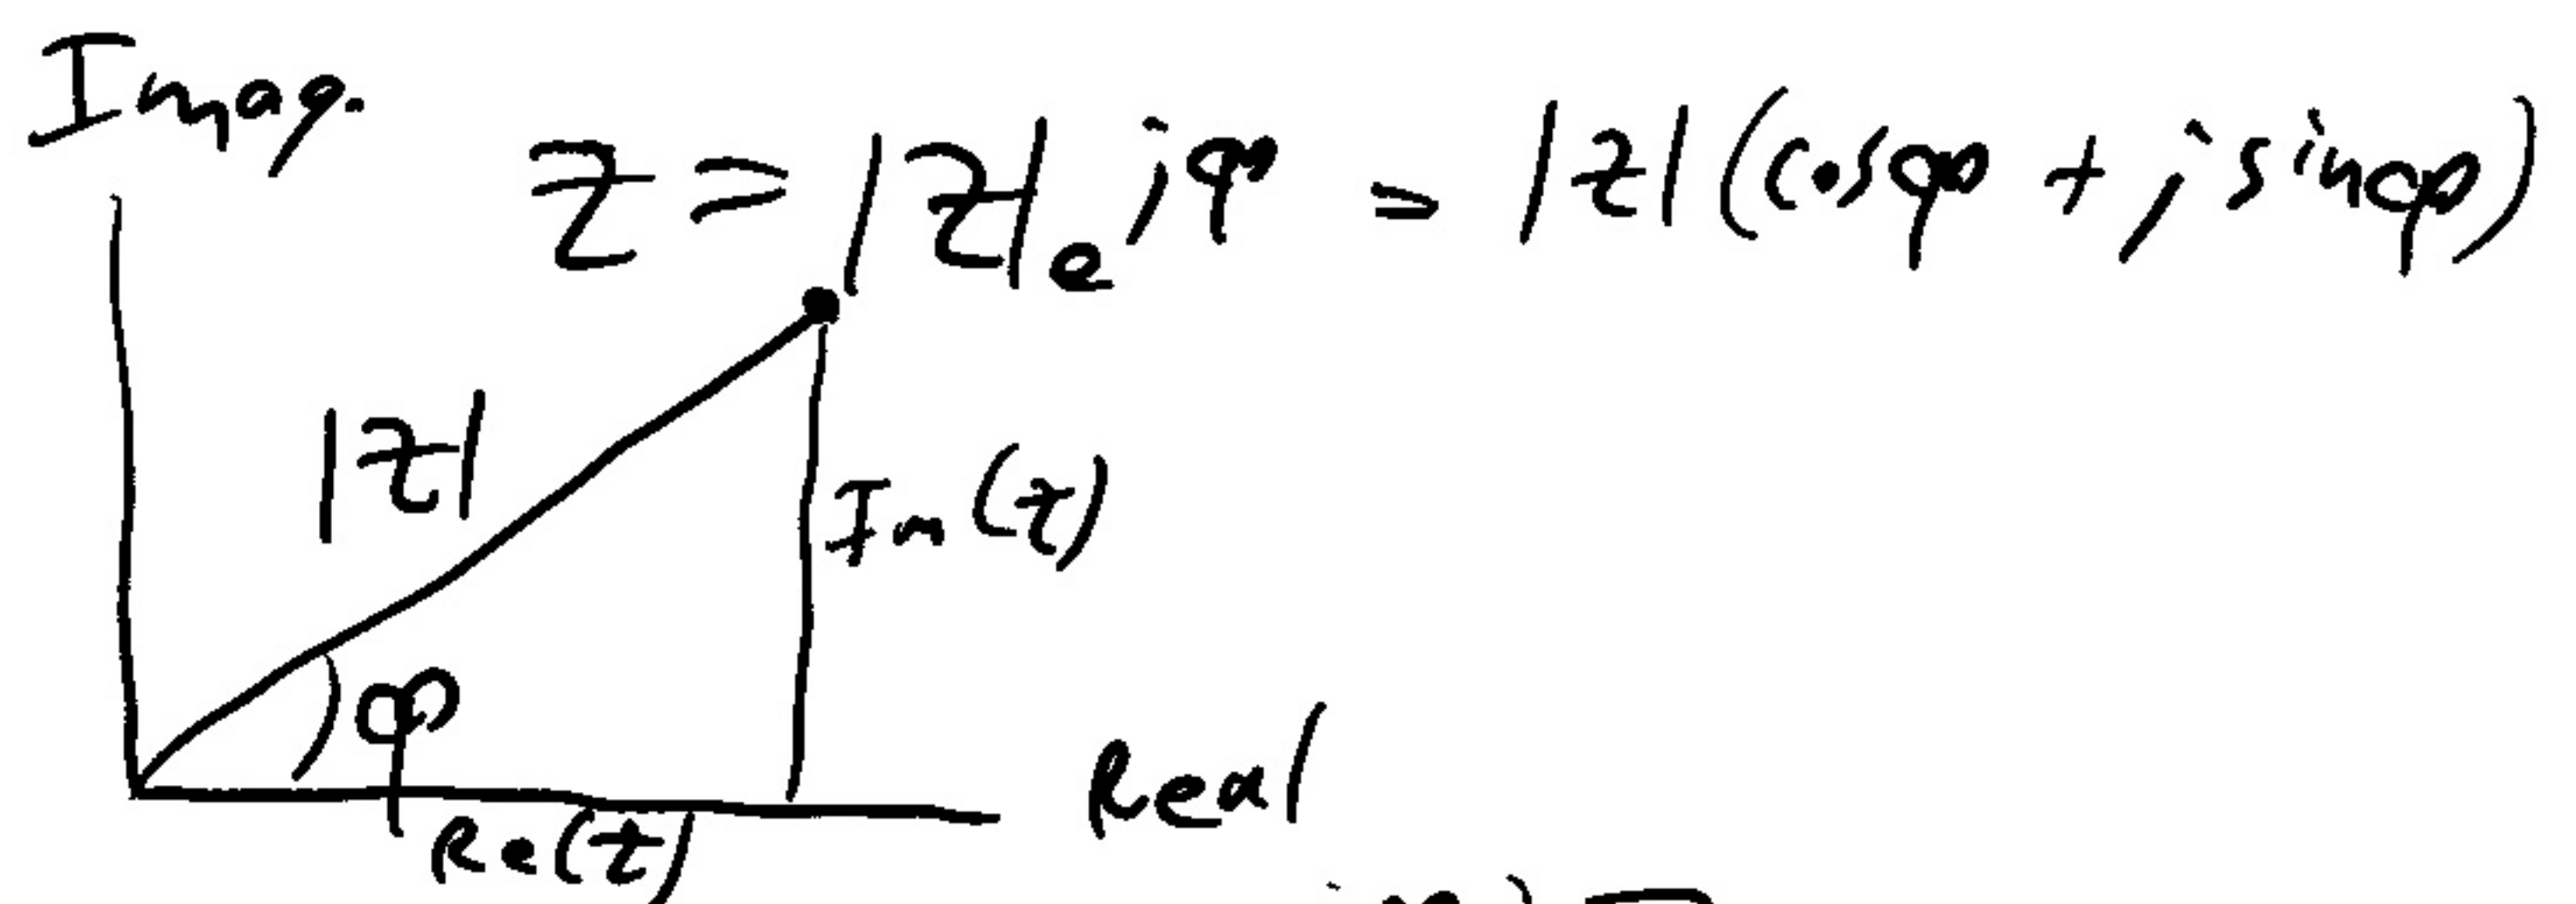 Imag.
z = |z|e^{jφ} = |z|(cosφ + j sinφ)
|z|
Im(z)
φ
Real
Re(z)